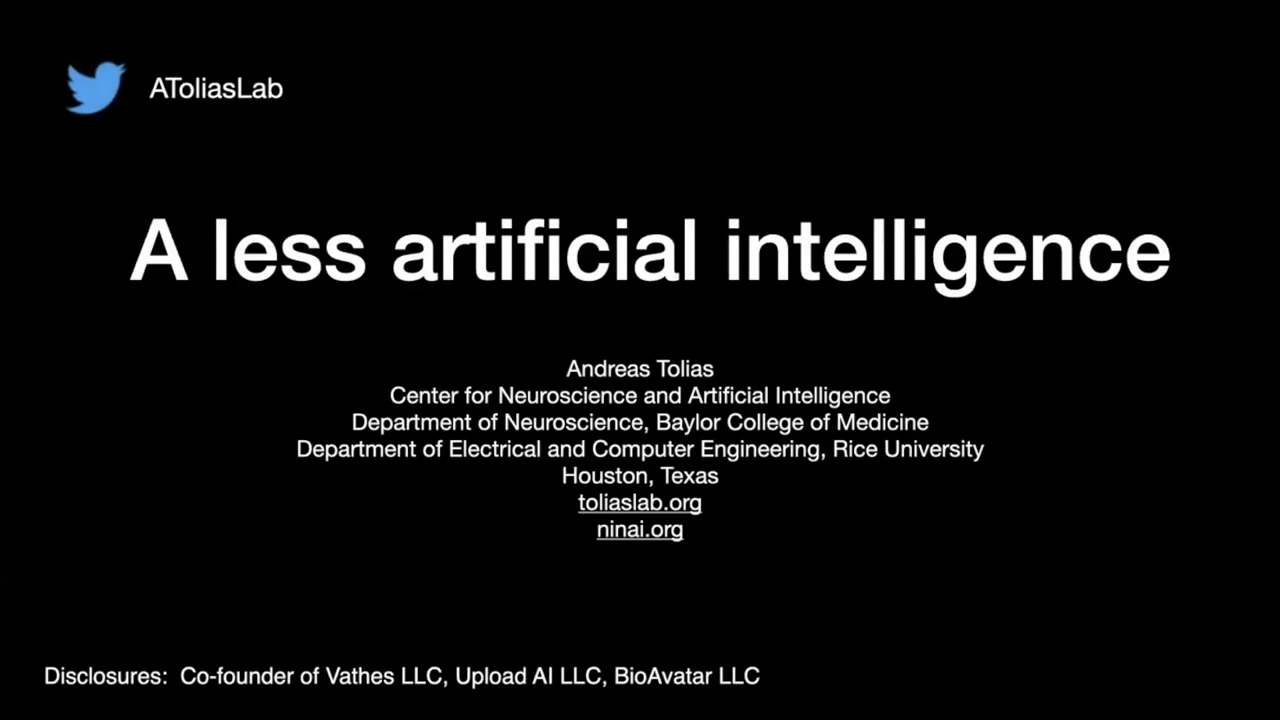 AToliasLab
A less artificial intelligence
Andreas Tolias
Center for Neuroscience and Artificial Intelligence
Department of Neuroscience, Baylor College of Medicine
Department of Electrical and Computer Engineering, Rice University
Houston, Texas
toliaslab.org
ninai.org
Disclosures: Co-founder of Vathes LLC, Upload AI LLC, BioAvatar LLC